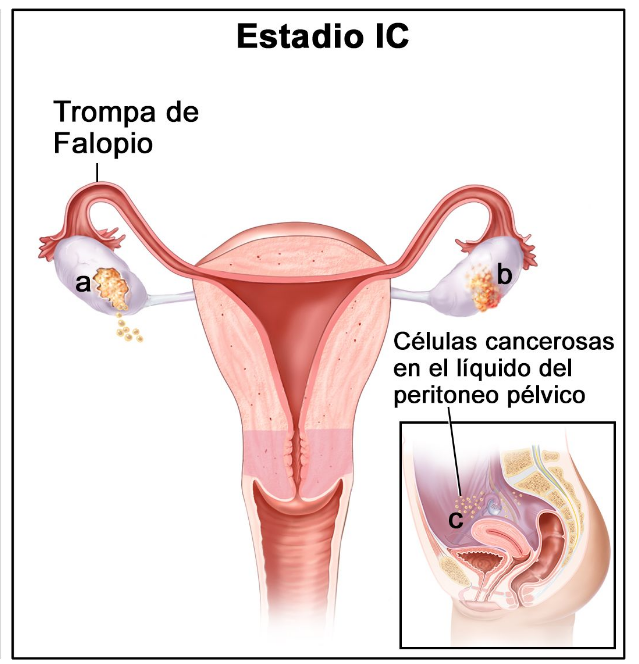 Estadio IC
Trompa de
Falopio
a
b
Células cancerosas
en el líquido del
peritoneo pélvico
c